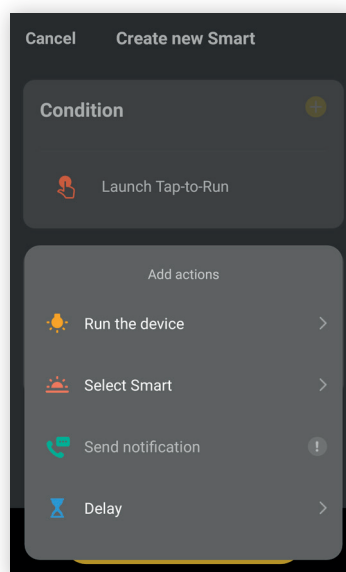 Cancel Create new Smart
Condition
Launch Tap-to-Run
Add actions
Run the device
Select Smart
Send notification
Delay